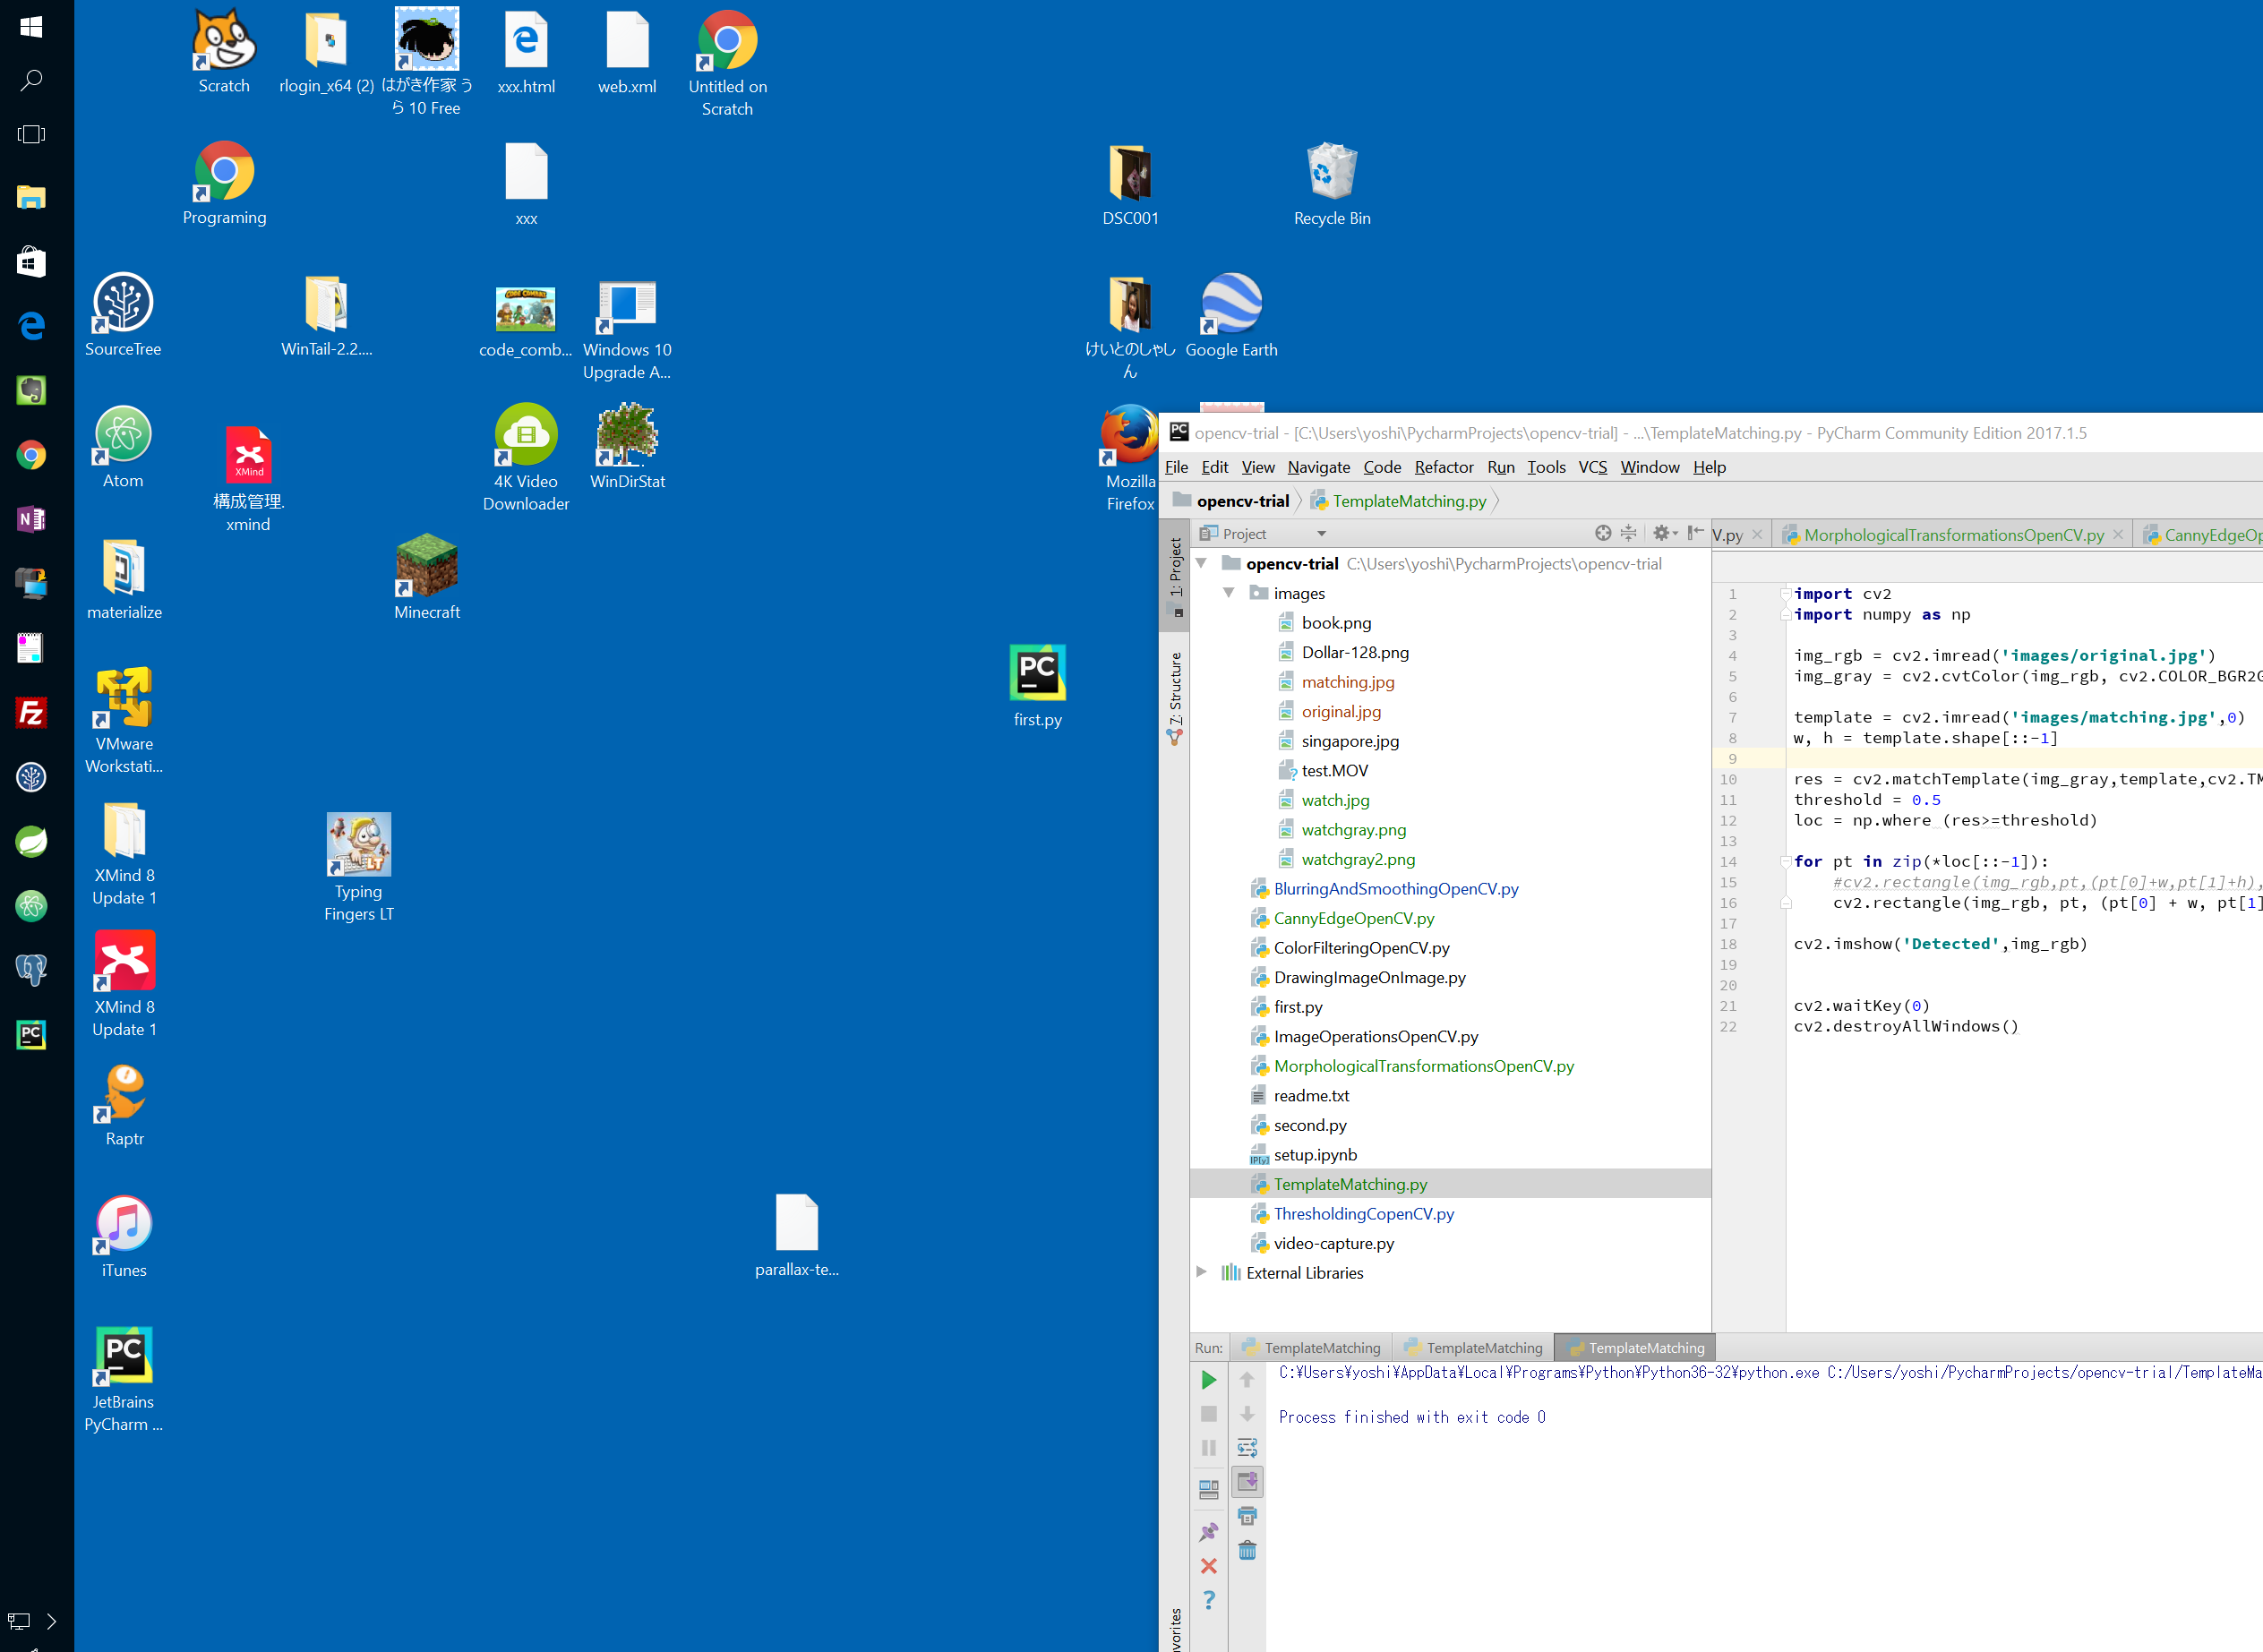 Scratch
rlogin_x64 (2)
はがき作家 う
ら 10 Free
xxx.html
web.xml
Untitled on
Scratch
Programing
xxx
DSC001
Recycle Bin
SourceTree
WinTail-2.2....
code_comb...
Windows 10
Upgrade A...
けいとのしゃし
ん
Google Earth
Atom
XMind
構成管理.
xmind
4K Video
Downloader
WinDirStat
Mozilla
Firefox
materialize
Minecraft
PC
first.py
VMware
Workstati...
XMind 8
Update 1
LT
Typing
Fingers LT
XMind 8
Update 1
Raptr
iTunes
parallax-te...
PC
JetBrains
PyCharm ...
opencv-trial - [C:\Users\yoshi\PycharmProjects\opencv-trial] - ...\TemplateMatching.py - PyCharm Community Edition 2017.1.5
File Edit View Navigate Code Refactor Run Tools VCS Window Help
opencv-trial TemplateMatching.py
1: Project
7: Structure
Project
V.py MorphologicalTransformationsOpenCV.py CannyEdgeOp
opencv-trial C:\Users\yoshi\PycharmProjects\opencv-trial
images
book.png
Dollar-128.png
matching.jpg
original.jpg
singapore.jpg
test.MOV
watch.jpg
watchgray.png
watchgray2.png
BlurringAndSmoothingOpenCV.py
CannyEdgeOpenCV.py
ColorFilteringOpenCV.py
DrawingImageOnImage.py
first.py
ImageOperationsOpenCV.py
MorphologicalTransformationsOpenCV.py
readme.txt
second.py
setup.ipynb
TemplateMatching.py
ThresholdingCopenCV.py
video-capture.py
External Libraries
1 import cv2
2 import numpy as np
3
4 img_rgb = cv2.imread('images/original.jpg')
5 img_gray = cv2.cvtColor(img_rgb, cv2.COLOR_BGR2G
6
7 template = cv2.imread('images/matching.jpg',0)
8 w, h = template.shape[::-1]
9
10 res = cv2.matchTemplate(img_gray,template,cv2.TM
11 threshold = 0.5
12 loc = np.where (res>=threshold)
13
14 for pt in zip(*loc[::-1]):
15 #cv2.rectangle(img_rgb,pt,(pt[0]+w,pt[1]+h),
16 cv2.rectangle(img_rgb, pt, (pt[0] + w, pt[1]
17
18 cv2.imshow('Detected',img_rgb)
19
20
21 cv2.waitKey(0)
22 cv2.destroyAllWindows()
Run: TemplateMatching TemplateMatching TemplateMatching
C:¥Users¥yoshi¥AppData¥Local¥Programs¥Python¥Python36-32¥python.exe C:/Users/yoshi/PycharmProjects/opencv-trial/TemplateMa
Process finished with exit code 0
vorites